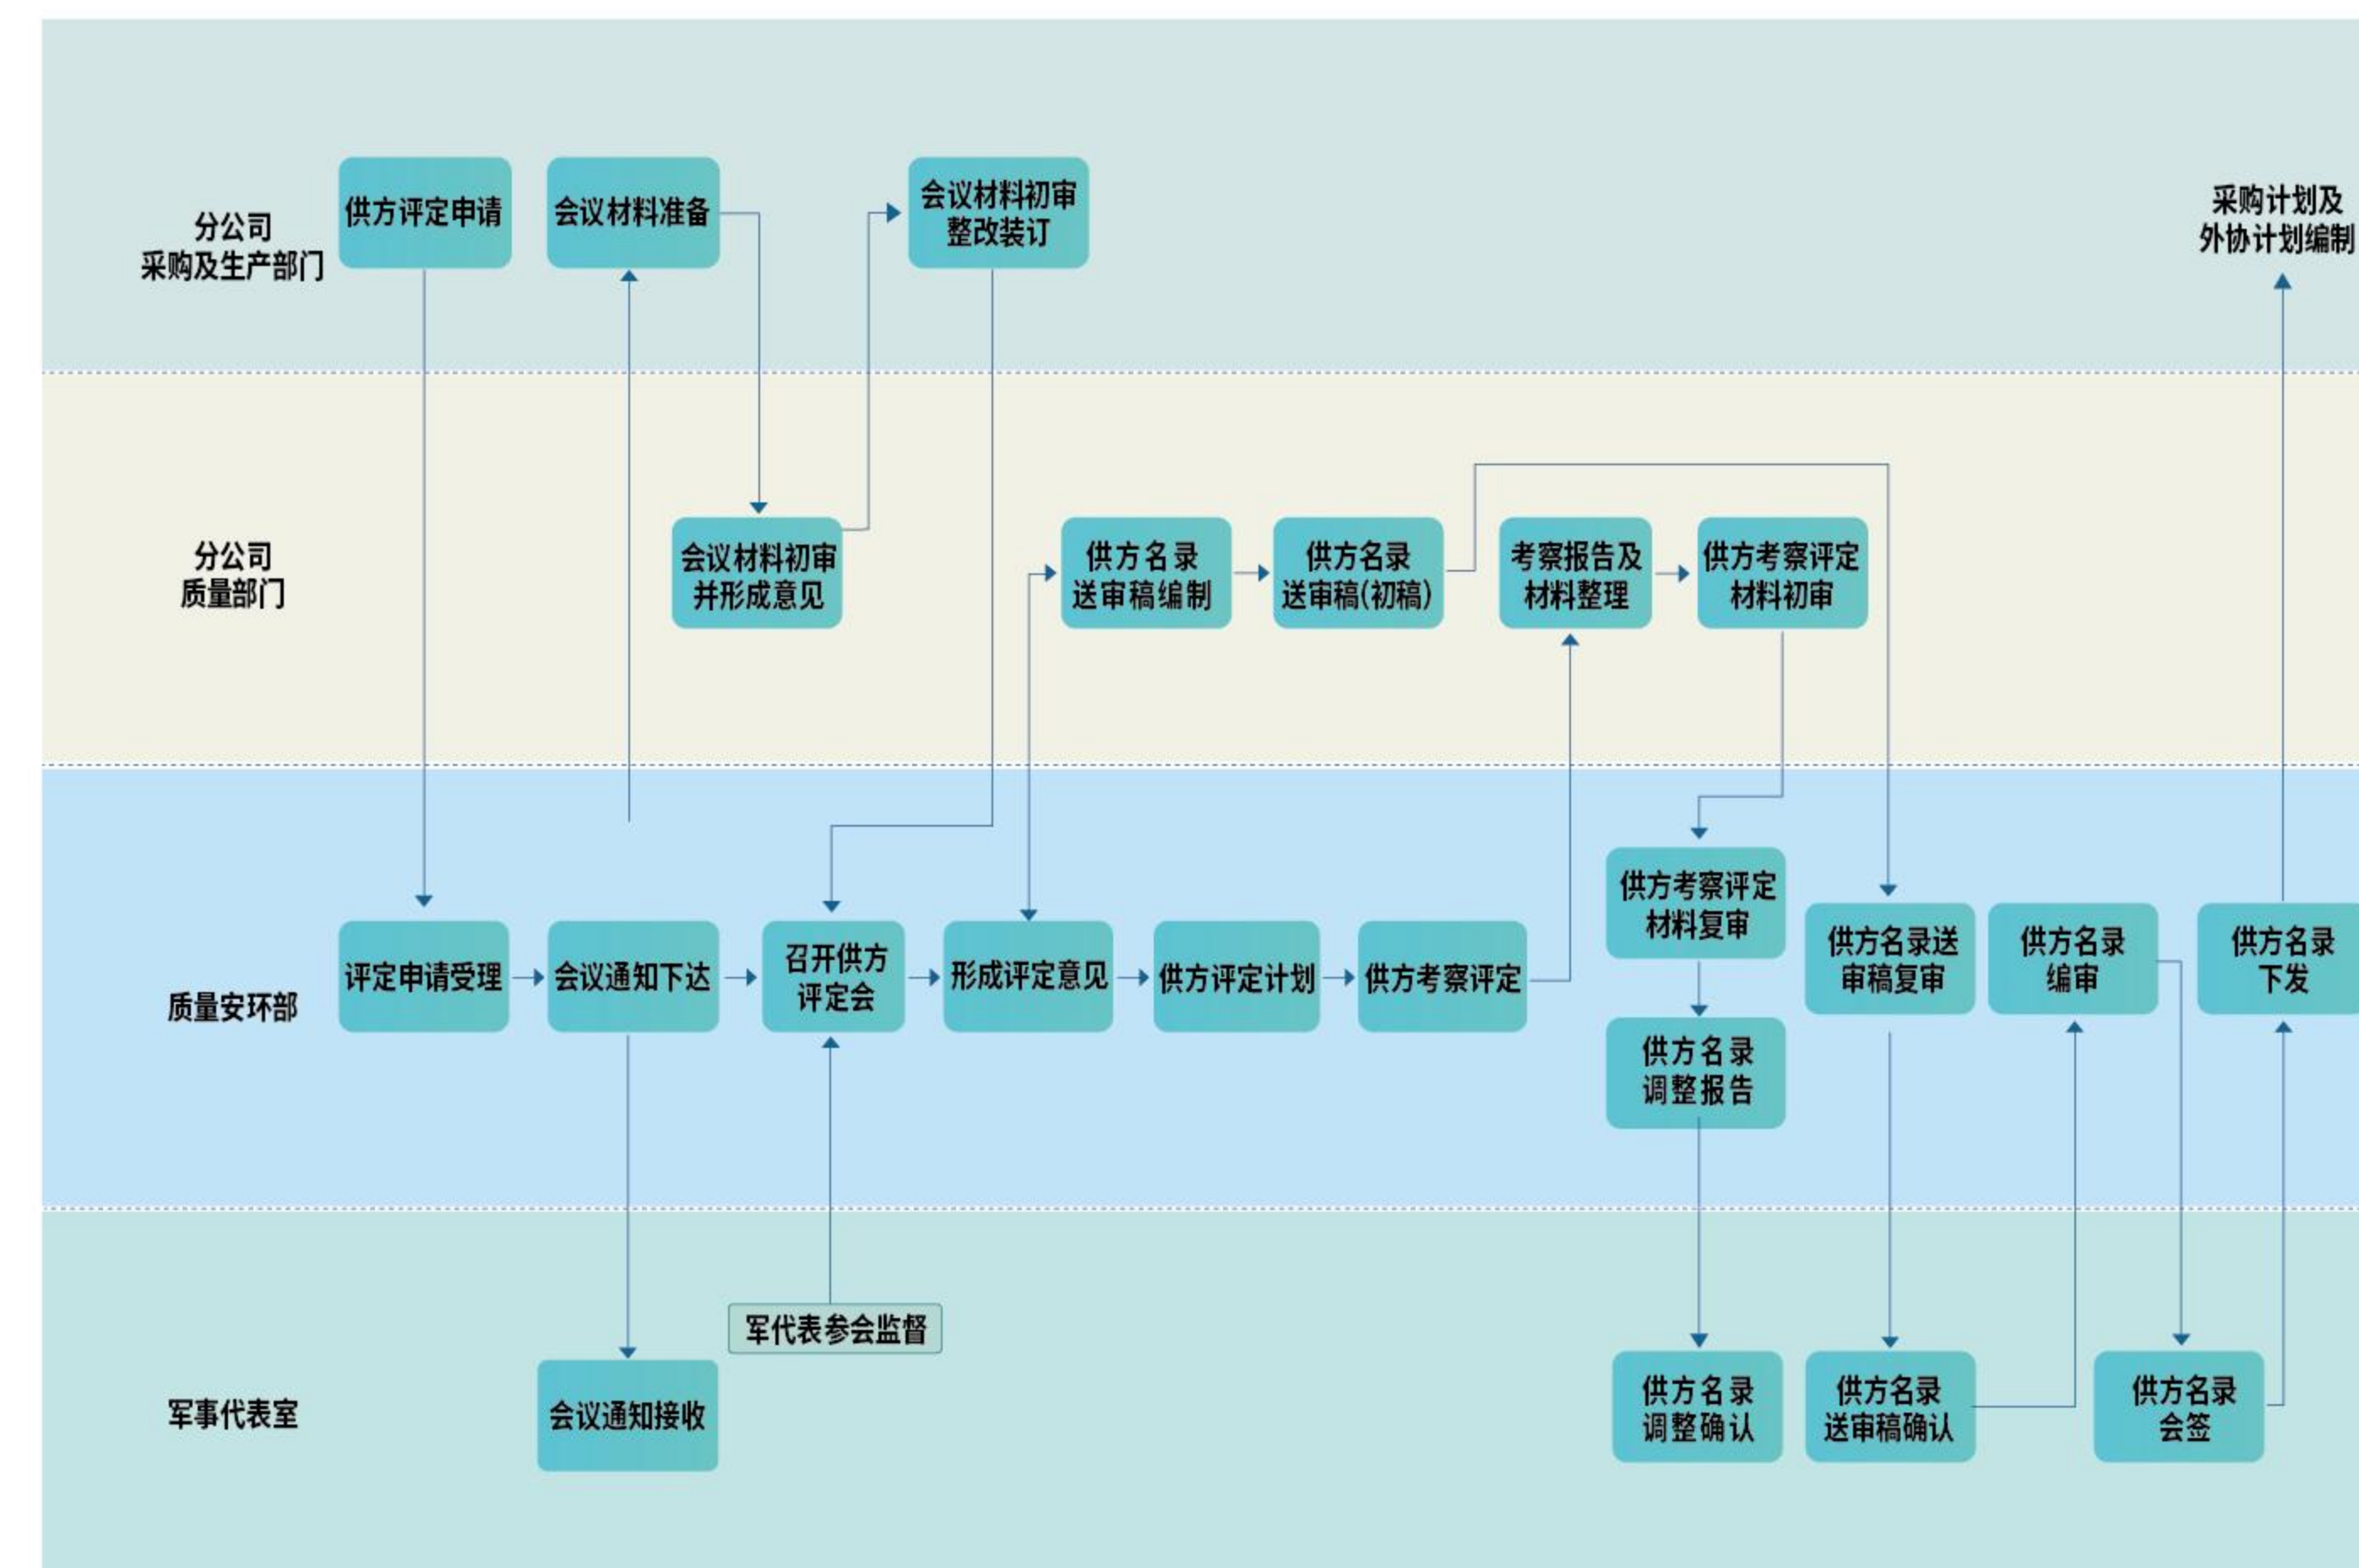 分公司
采购及生产部门
供方评定申请
会议材料准备
会议材料初审
整改装订
采购计划及
外协计划编制
分公司
质量部门
会议材料初审
并形成意见
供方名录
送审稿编制
供方名录
送审稿(初稿)
考察报告及
材料整理
供方考察评定
材料初审
质量安环部
评定申请受理
会议通知下达
召开供方
评定会
形成评定意见
供方评定计划
供方考察评定
供方考察评定
材料复审
供方名录
调整报告
供方名录送
审稿复审
供方名录
编审
供方名录
下发
军事代表室
会议通知接收
军代表参会监督
供方名录
调整确认
供方名录
送审稿确认
供方名录
会签